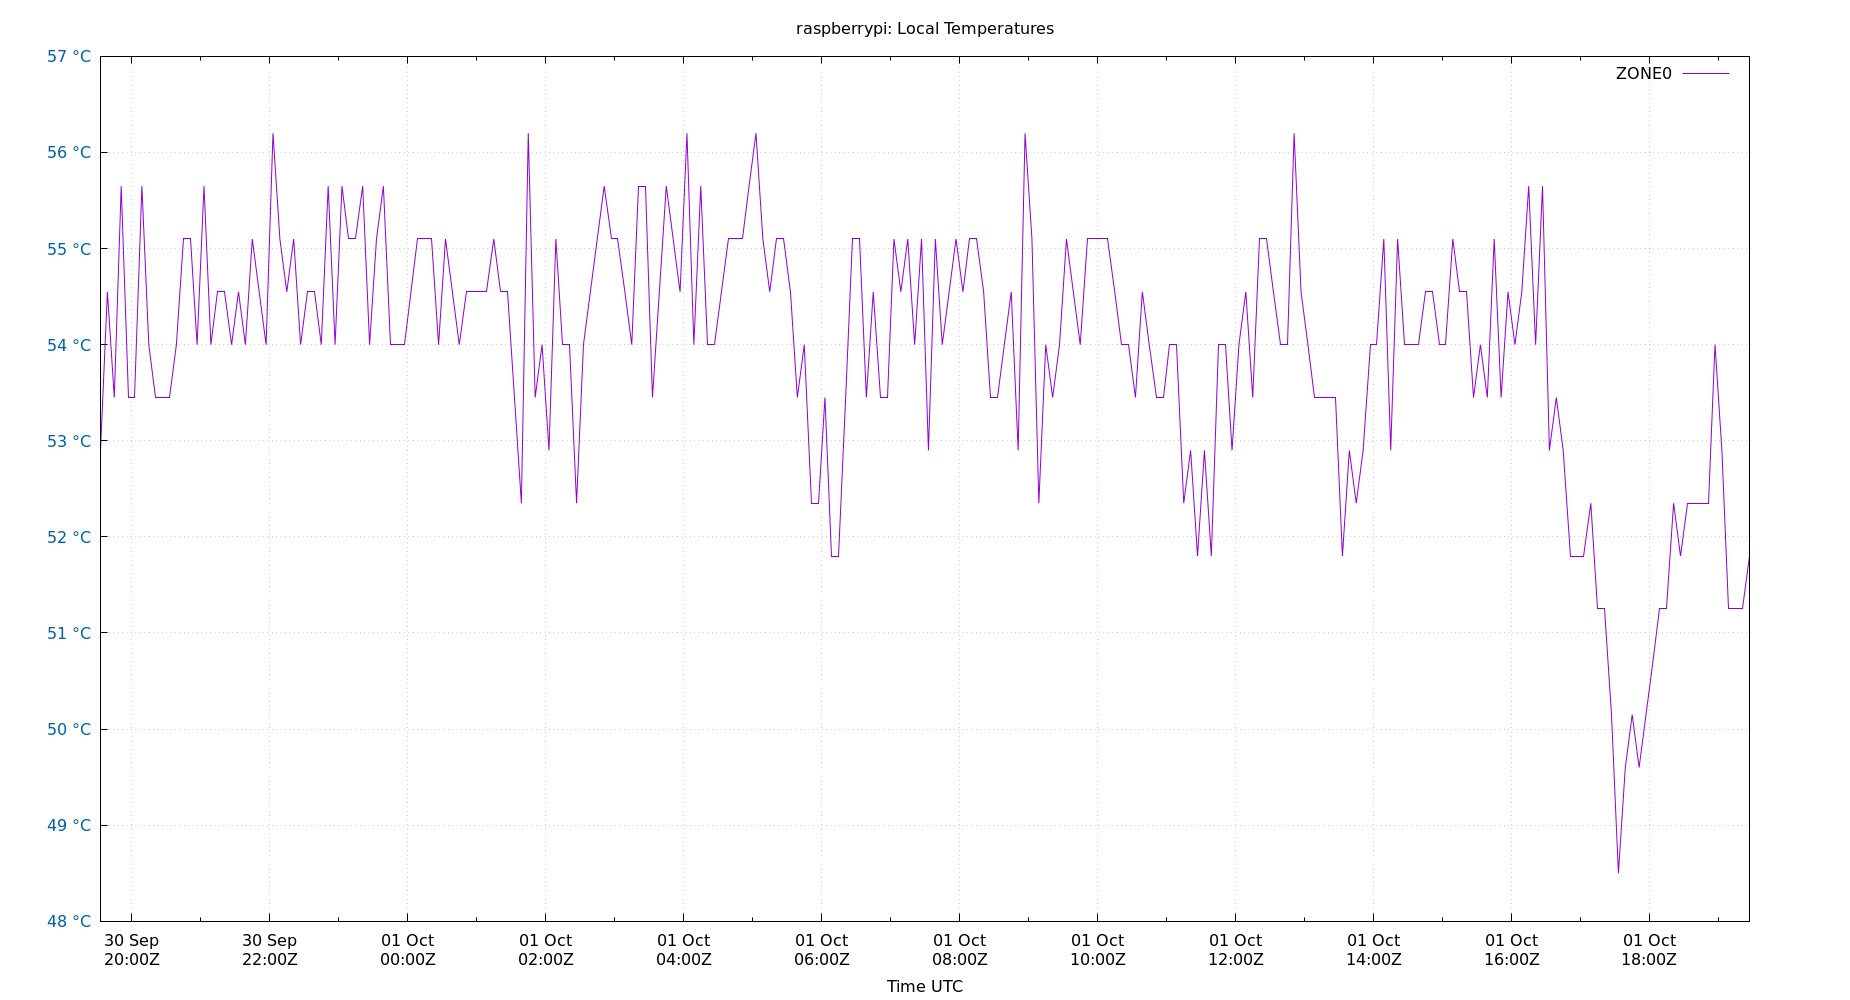 raspberrypi: Local Temperatures
57 °C
ZONE0
56 °C
55 °C
54 °C
53 °C
52 °C
51 °C
50 °C
49 °C
48 °C
30 Sep 30 Sep 01 Oct 01 Oct 01 Oct 01 Oct 01 Oct 01 Oct 01 Oct 01 Oct 01 Oct 01 Oct
20:00Z 22:00Z 00:00Z 02:00Z 04:00Z 06:00Z 08:00Z 10:00Z 12:00Z 14:00Z 16:00Z 18:00Z
Time UTC